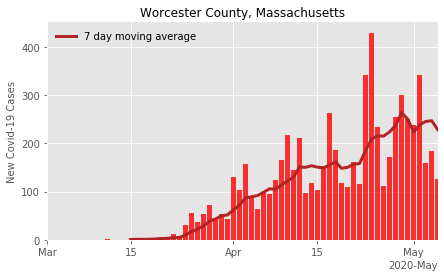 Worcester County, Massachusetts
7 day moving average
New Covid-19 Cases
400
300
200
100
0
Mar
15
Apr
15
May
2020-May